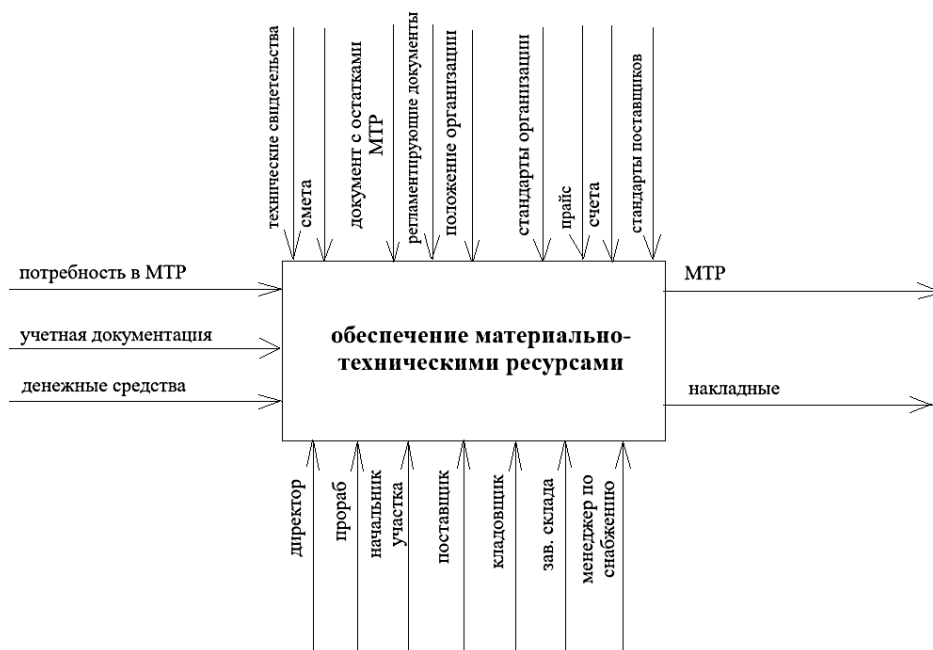 технические свидетельства
смета
документ с остатками
МТР
регламентирующие документы
положение организации
стандарты организации
прайс
счета
стандарты поставщиков
потребность в МТР
учетная документация
денежные средства
обеспечение материально-
техническими ресурсами
МТР
накладные
директор
прораб
начальник
участка
поставщик
кладовщик
зав. склада
менеджер по
снабжению